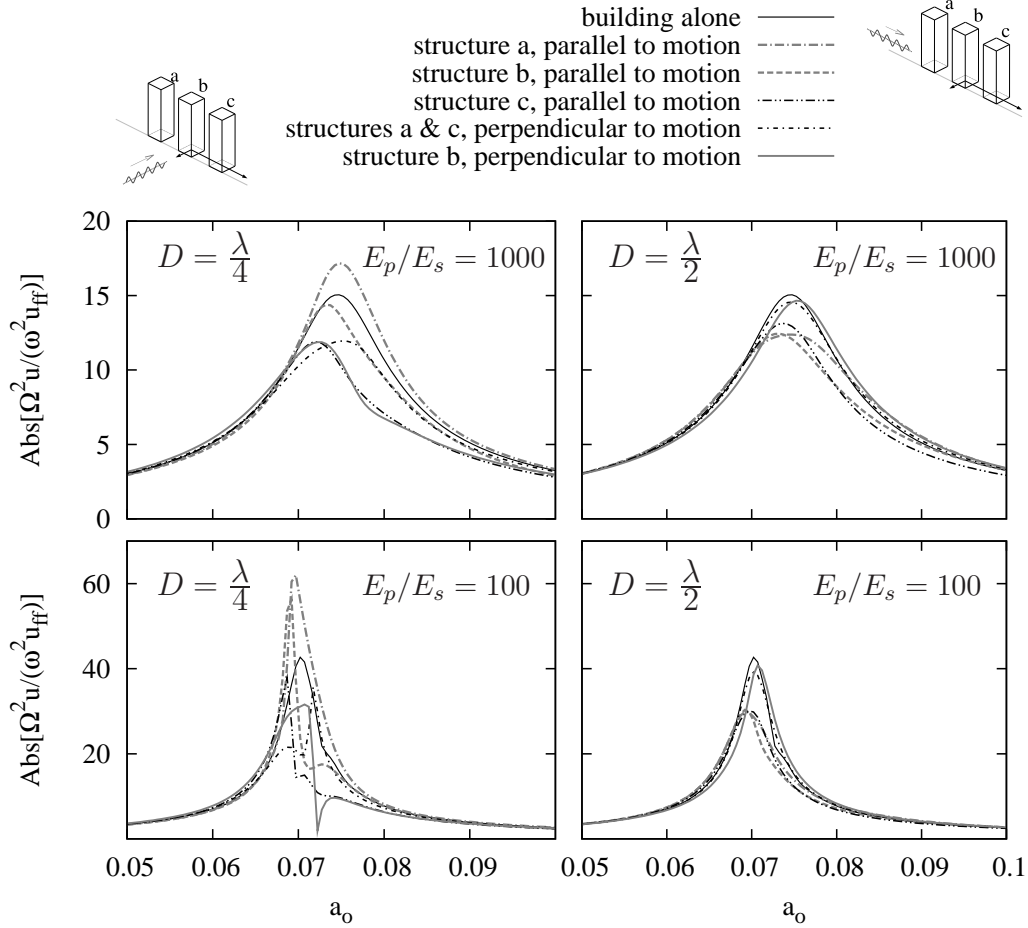 a
b
c
a
b
c
building alone
structure a, parallel to motion
structure b, parallel to motion
structure c, parallel to motion
structures a & c, perpendicular to motion
structure b, perpendicular to motion
20
15
10
5
0
Abs[Ω²u/(ω²u_ff)]
D = λ/4
E_p/E_s = 1000
D = λ/2
E_p/E_s = 1000
60
40
20
Abs[Ω²u/(ω²u_ff)]
D = λ/4
E_p/E_s = 100
D = λ/2
E_p/E_s = 100
0.05 0.06 0.07 0.08 0.09 0.05 0.06 0.07 0.08 0.09 0.1
a_o a_o